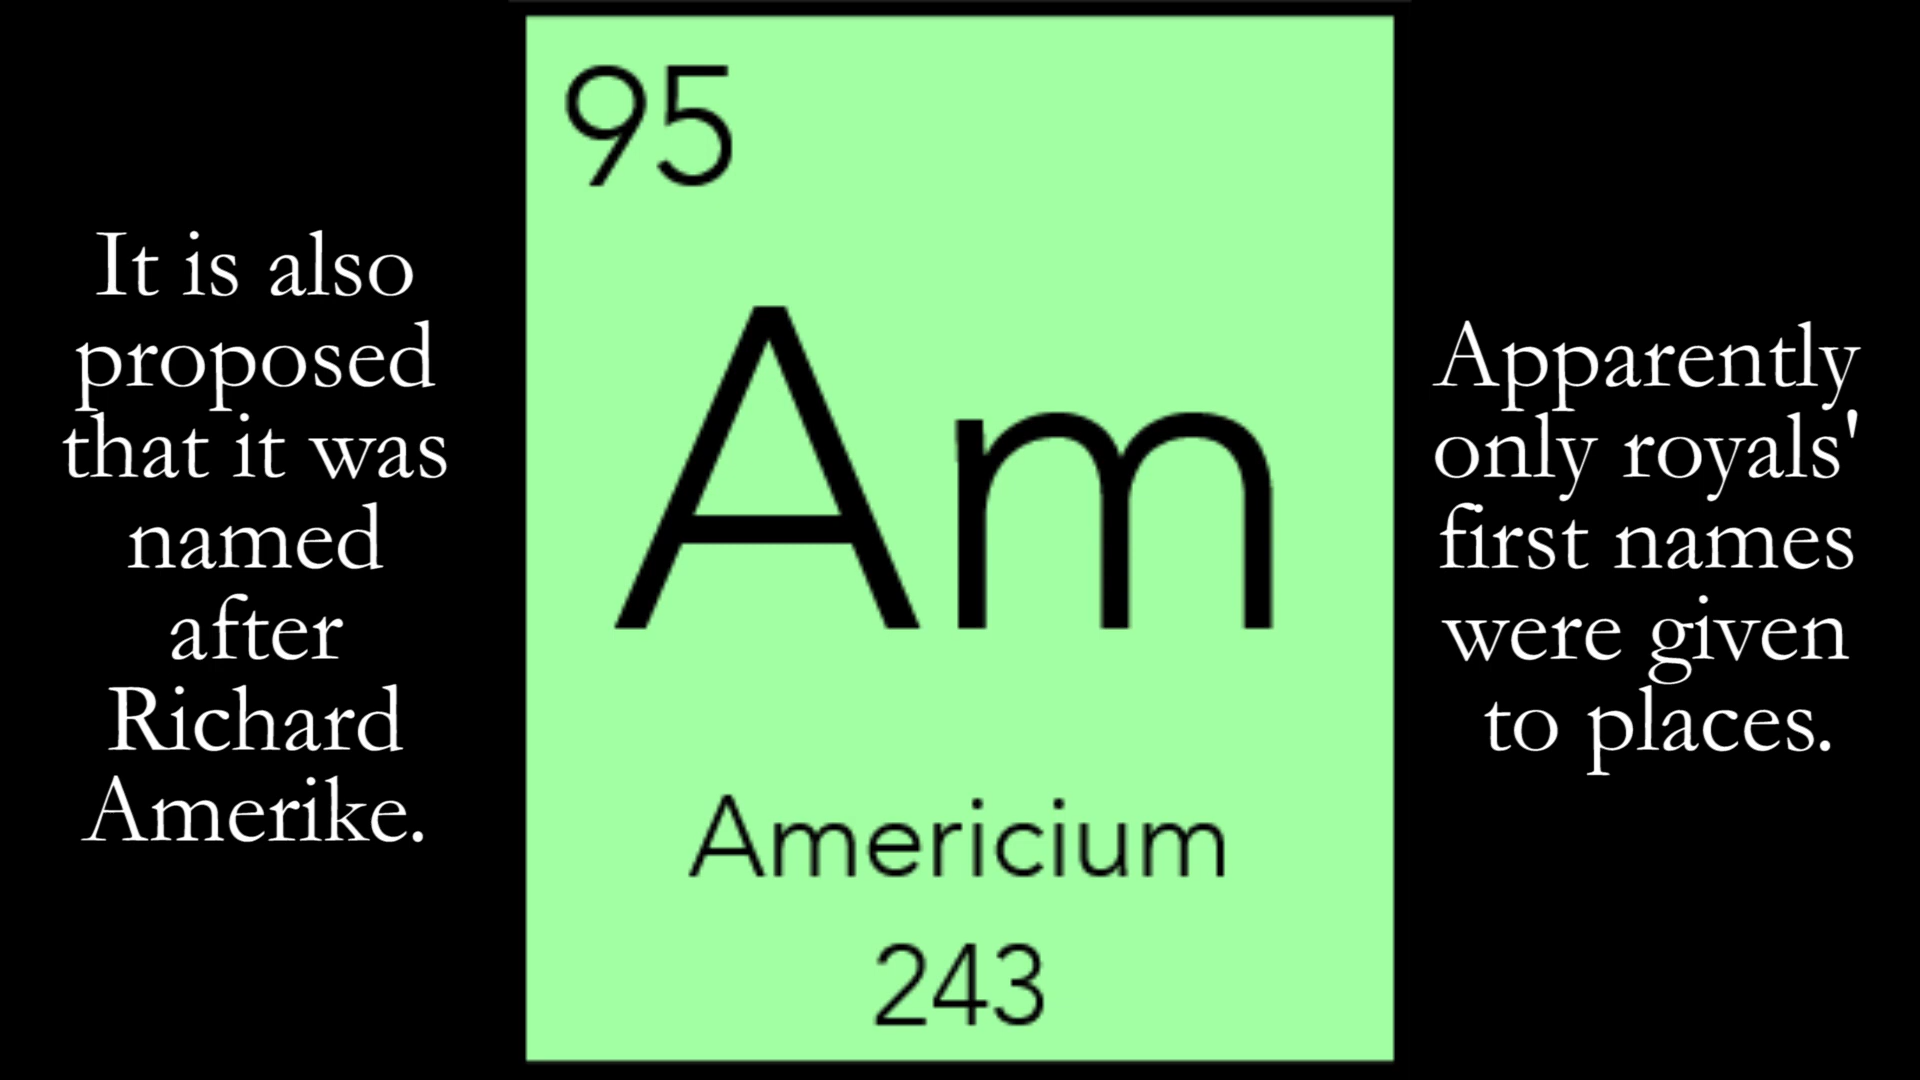 It is also
proposed
that it was
named
after
Richard
Amerike.
95
Am
Americium
243
Apparently
only royals'
first names
were given
to places.